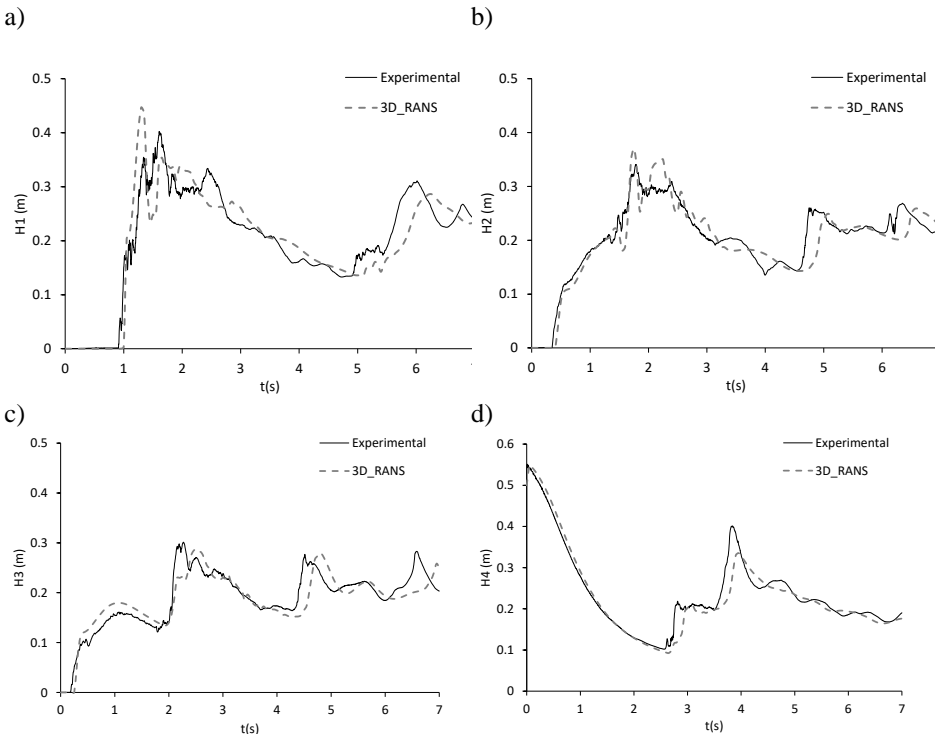 a)
b)
Experimental
3D_RANS
0.5
0.4
0.3
0.2
0.1
0
H1 (m)
0 1 2 3 4 5 6
t(s)
Experimental
3D_RANS
0.5
0.4
0.3
0.2
0.1
0
H2 (m)
0 1 2 3 4 5 6
t(s)
c)
d)
Experimental
3D_RANS
0.5
0.4
0.3
0.2
0.1
0
H3 (m)
0 1 2 3 4 5 6 7
t(s)
Experimental
3D_RANS
0.6
0.5
0.4
0.3
0.2
0.1
0
H4 (m)
0 1 2 3 4 5 6 7
t(s)